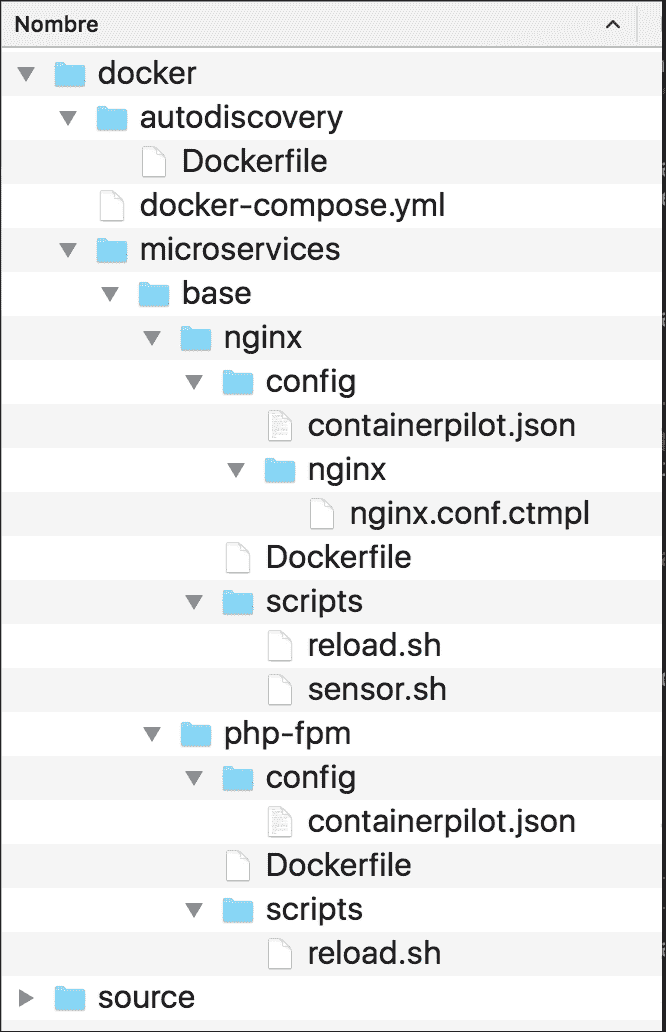 Nombre
docker
autodiscovery
Dockerfile
docker-compose.yml
microservices
base
nginx
config
containerpilot.json
nginx
nginx.conf.ctmpl
Dockerfile
scripts
reload.sh
sensor.sh
php-fpm
config
containerpilot.json
Dockerfile
scripts
reload.sh
source